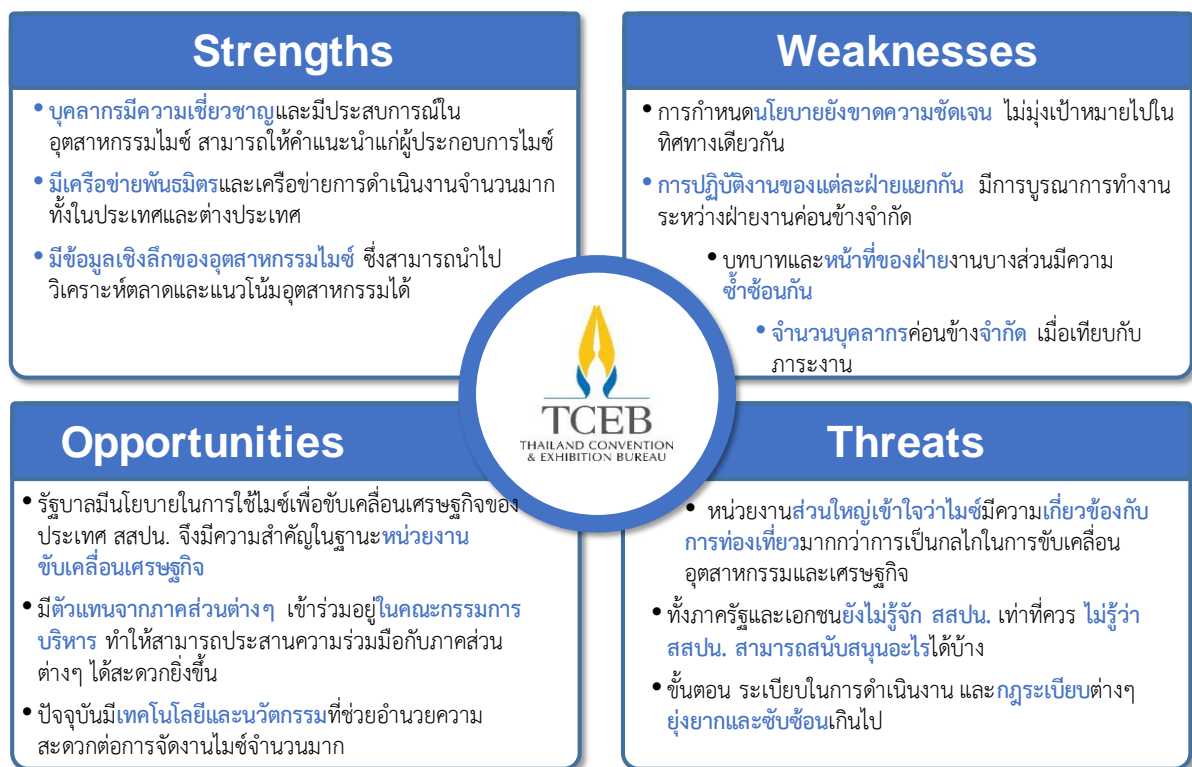 Strengths
• บุคลากรมีความเชี่ยวชาญและมีประสบการณ์ใน
อุตสาหกรรมไมซ์ สามารถให้คำแนะนำแก่ผู้ประกอบการไมซ์
• มีเครือข่ายพันธมิตรและเครือข่ายการดำเนินงานจำนวนมาก
ทั้งในประเทศและต่างประเทศ
• มีข้อมูลเชิงลึกของอุตสาหกรรมไมซ์ ซึ่งสามารถนำไป
วิเคราะห์ตลาดและแนวโน้มอุตสาหกรรมได้
Weaknesses
• การกำหนดนโยบายยังขาดความชัดเจน ไม่มุ่งเป้าหมายไปใน
ทิศทางเดียวกัน
• การปฏิบัติงานของแต่ละฝ่ายแยกกัน มีการบูรณาการทำงาน
ระหว่างฝ่ายงานค่อนข้างจำกัด
• บทบาทและหน้าที่ของฝ่ายงานบางส่วนมีความ
ซ้ำซ้อนกัน
• จำนวนบุคลากรค่อนข้างจำกัด เมื่อเทียบกับ
ภาระงาน
TCEB
THAILAND CONVENTION
& EXHIBITION BUREAU
Opportunities
• รัฐบาลมีนโยบายในการใช้ไมซ์เพื่อขับเคลื่อนเศรษฐกิจของ
ประเทศ สสปน. จึงมีความสำคัญในฐานะหน่วยงาน
ขับเคลื่อนเศรษฐกิจ
• มีตัวแทนจากภาคส่วนต่างๆ เข้าร่วมอยู่ในคณะกรรมการ
บริหาร ทำให้สามารถประสานความร่วมมือกับภาคส่วน
ต่างๆ ได้สะดวกยิ่งขึ้น
• ปัจจุบันมีเทคโนโลยีและนวัตกรรมที่ช่วยอำนวยความ
สะดวกต่อการจัดงานไมซ์จำนวนมาก
Threats
• หน่วยงานส่วนใหญ่เข้าใจว่าไมซ์มีความเกี่ยวข้องกับ
การท่องเที่ยวมากกว่าการเป็นกลไกในการขับเคลื่อน
อุตสาหกรรมและเศรษฐกิจ
• ทั้งภาครัฐและเอกชนยังไม่รู้จัก สสปน. เท่าที่ควร ไม่รู้ว่า
สสปน. สามารถสนับสนุนอะไรได้บ้าง
• ขั้นตอน ระเบียบในการดำเนินงาน และกฎระเบียบต่างๆ
ยุ่งยากและซับซ้อนเกินไป